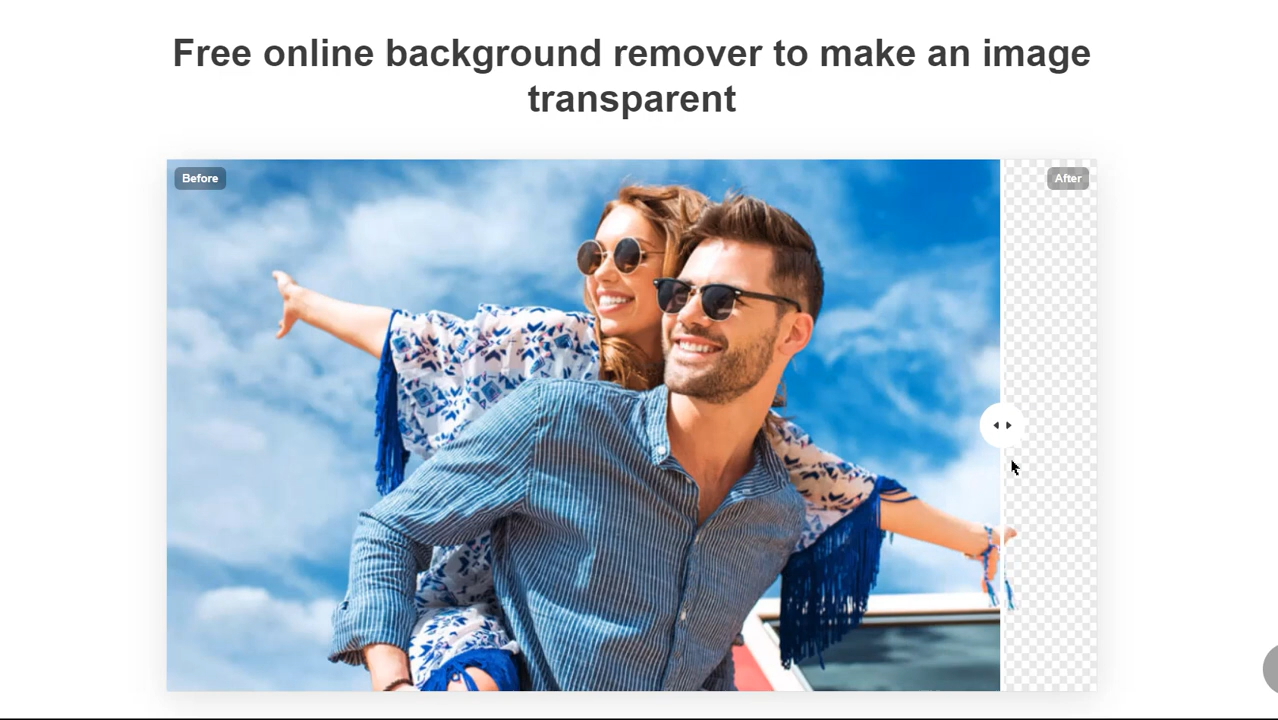 Free online background remover to make an image
transparent
Before
After